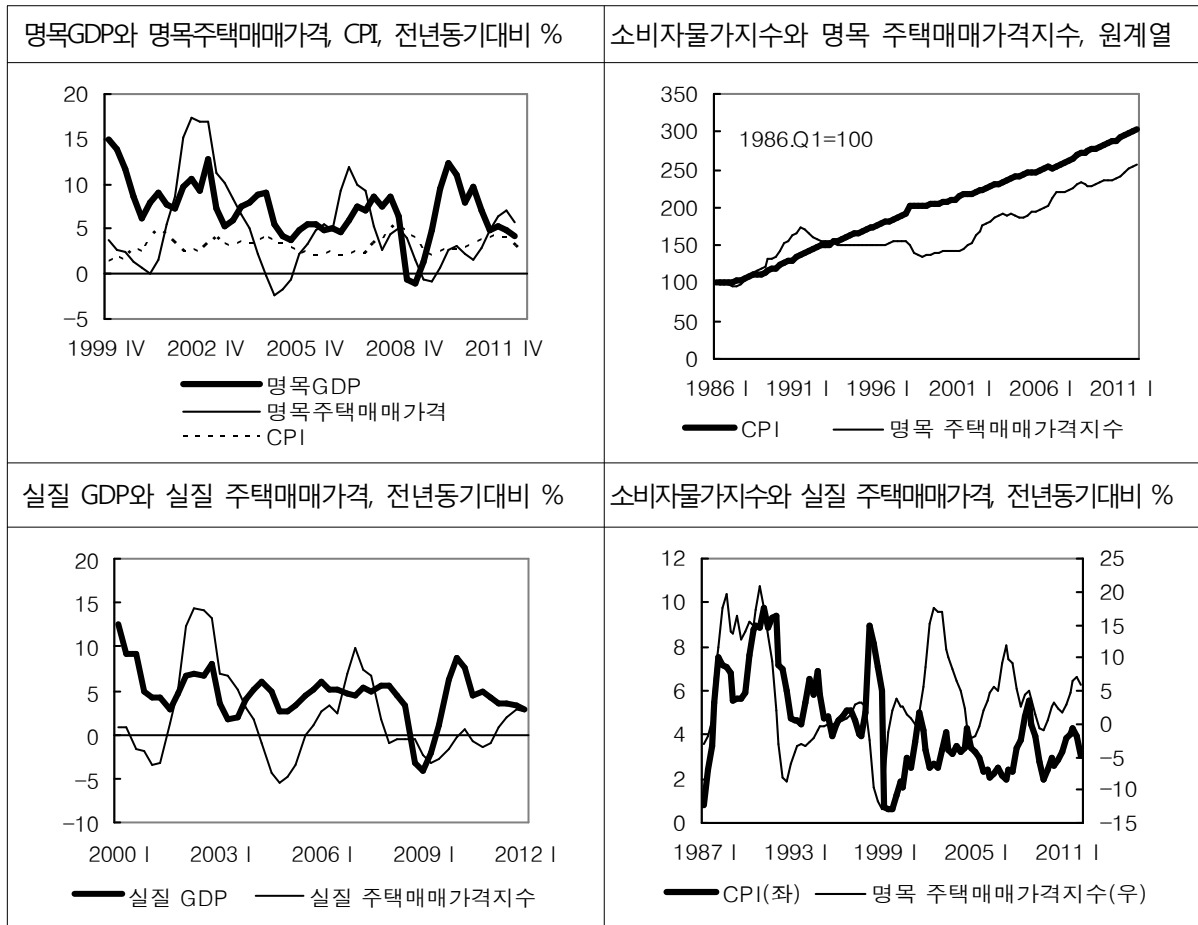 명목GDP와 명목주택매매가격, CPI, 전년동기대비 %
20
15
10
5
0
−5
1999 Ⅳ 2002 Ⅳ 2005 Ⅳ 2008 Ⅳ 2011 Ⅳ
명목GDP
명목주택매매가격
CPI
소비자물가지수와 명목 주택매매가격지수, 원계열
350
300
250
200
150
100
50
0
1986.Q1=100
1986 Ⅰ 1991 Ⅰ 1996 Ⅰ 2001 Ⅰ 2006 Ⅰ 2011 Ⅰ
CPI 명목 주택매매가격지수
실질 GDP와 실질 주택매매가격, 전년동기대비 %
20
15
10
5
0
−5
−10
2000 Ⅰ 2003 Ⅰ 2006 Ⅰ 2009 Ⅰ 2012 Ⅰ
실질 GDP 실질 주택매매가격지수
소비자물가지수와 실질 주택매매가격, 전년동기대비 %
12
10
8
6
4
2
0
25
20
15
10
5
0
−5
−10
−15
1987 Ⅰ 1993 Ⅰ 1999 Ⅰ 2005 Ⅰ 2011 Ⅰ
CPI(좌) 명목 주택매매가격지수(우)